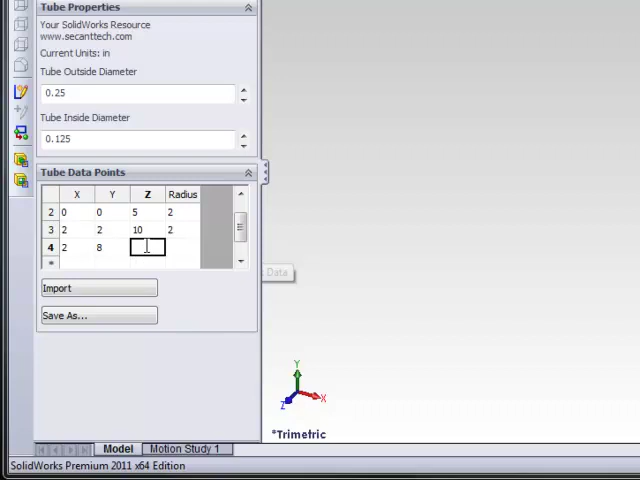 Tube Properties
Your SolidWorks Resource
www.secanttech.com
Current Units: in
Tube Outside Diameter
0.25
Tube Inside Diameter
0.125
Tube Data Points
X Y Z Radius
2 0 0 5 2
3 2 2 10 2
4 2 8
*
Data
Import
Save As...
Y
X
Z
*Trimetric
Model Motion Study 1
SolidWorks Premium 2011 x64 Edition